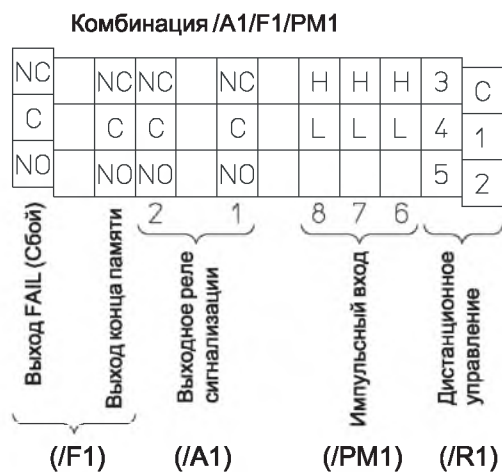 Комбинация /A1/F1/PM1
NC NC NC NC H H H 3 C
C C C C L L L 4 1
NO NO NO NO 5 2
2 1 8 7 6
Выход FAIL (Сбой)
Выход конца памяти
Выходное реле
сигнализации
Импульсный вход
Дистанционное
управление
(/F1) (/A1) (/PM1) (/R1)